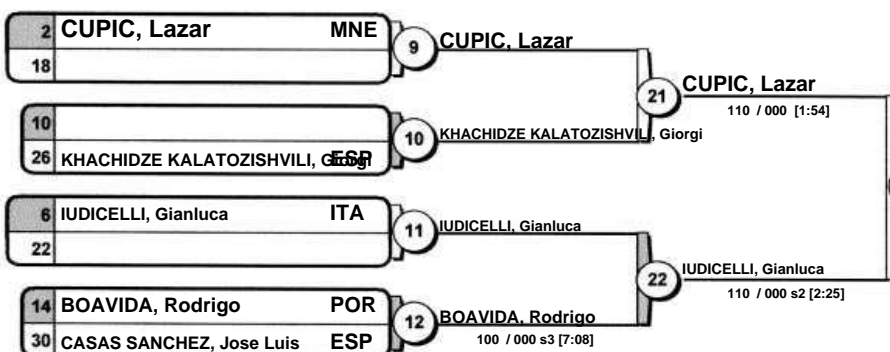 2 CUPIC, Lazar MNE
18
9
CUPIC, Lazar
10
26 KHACHIDZE KALATOZISHVILI, Giorgi ESP
10
KHACHIDZE KALATOZISHVILI, Giorgi
21
CUPIC, Lazar
110 / 000 [1:54]
6 IUDICELLI, Gianluca ITA
22
11
IUDICELLI, Gianluca
14 BOAVIDA, Rodrigo POR
30 CASAS SANCHEZ, Jose Luis ESP
12
BOAVIDA, Rodrigo
100 / 000 s3 [7:08]
22
IUDICELLI, Gianluca
110 / 000 s2 [2:25]